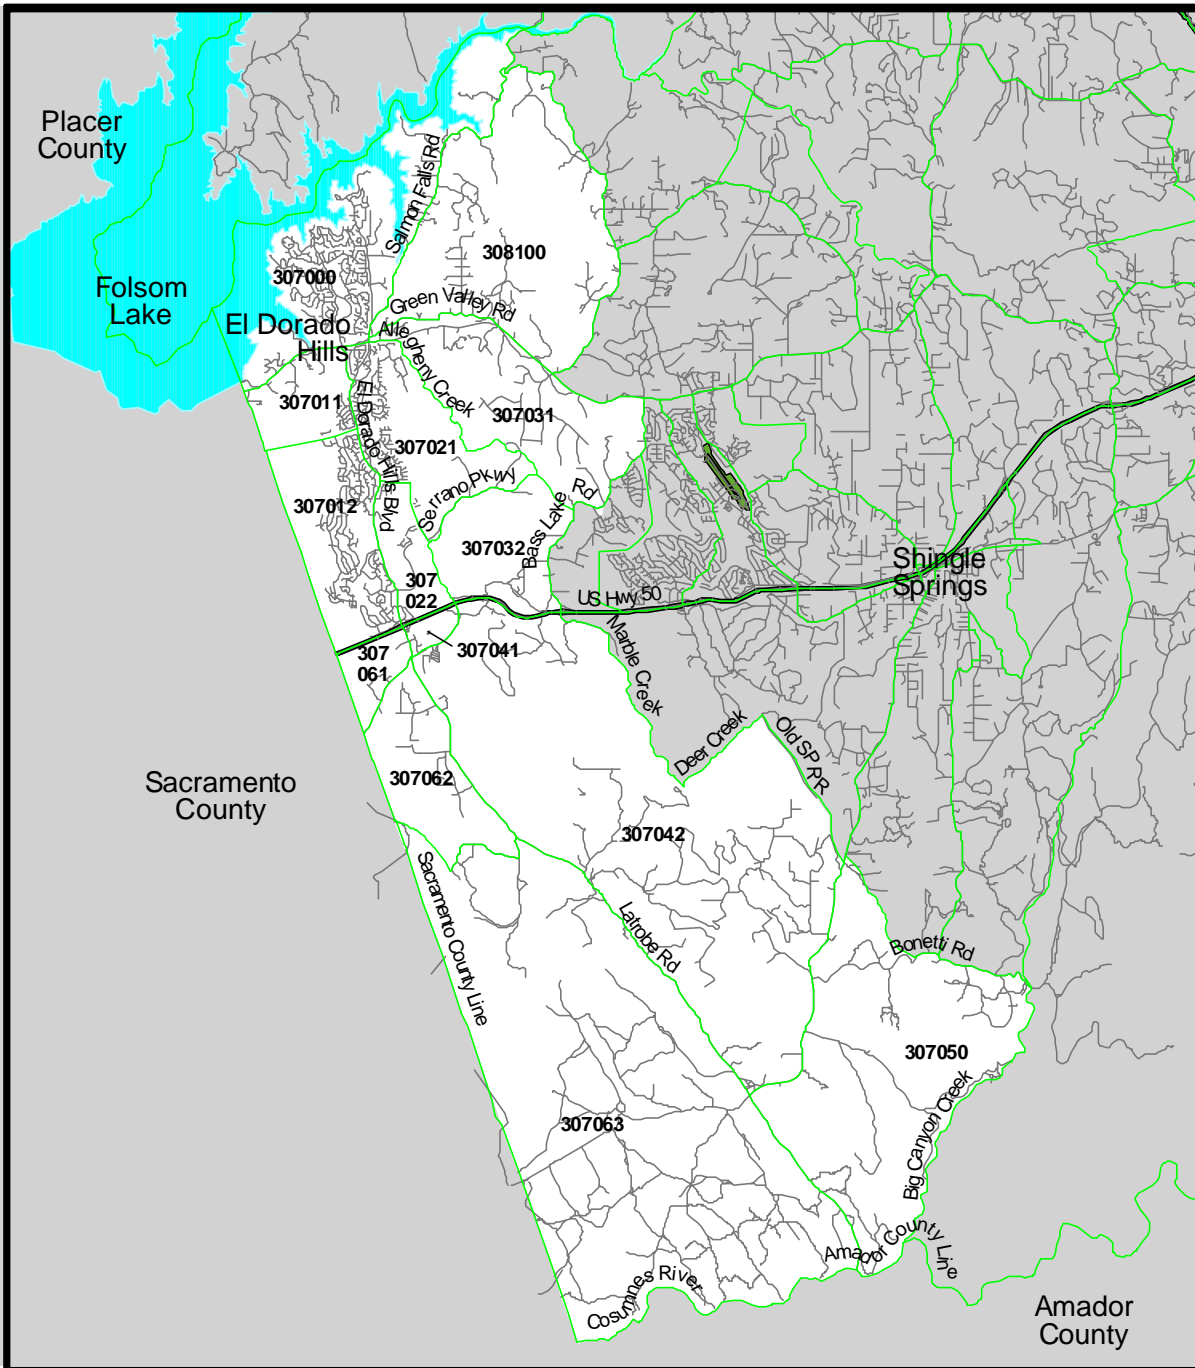 Placer
County
Salmon Falls Rd
308100
307000
Folsom
Lake
Green Valley Rd
El Dorado
Hills
Allegheny Creek
307011
El Dorado Hills Blvd
307031
307021
Serrano Pkwy
Bass Lake Rd
307012
307032
Shingle
Springs
307
022
US Hwy 50
307041
307
061
Marble Creek
Deer Creek
Old SP RR
307062
Sacramento
County
307042
Sacramento County Line
Latrobe Rd
Bonetti Rd
307050
Big Canyon Creek
307063
Amador County Line
Cosumnes River
Amador
County